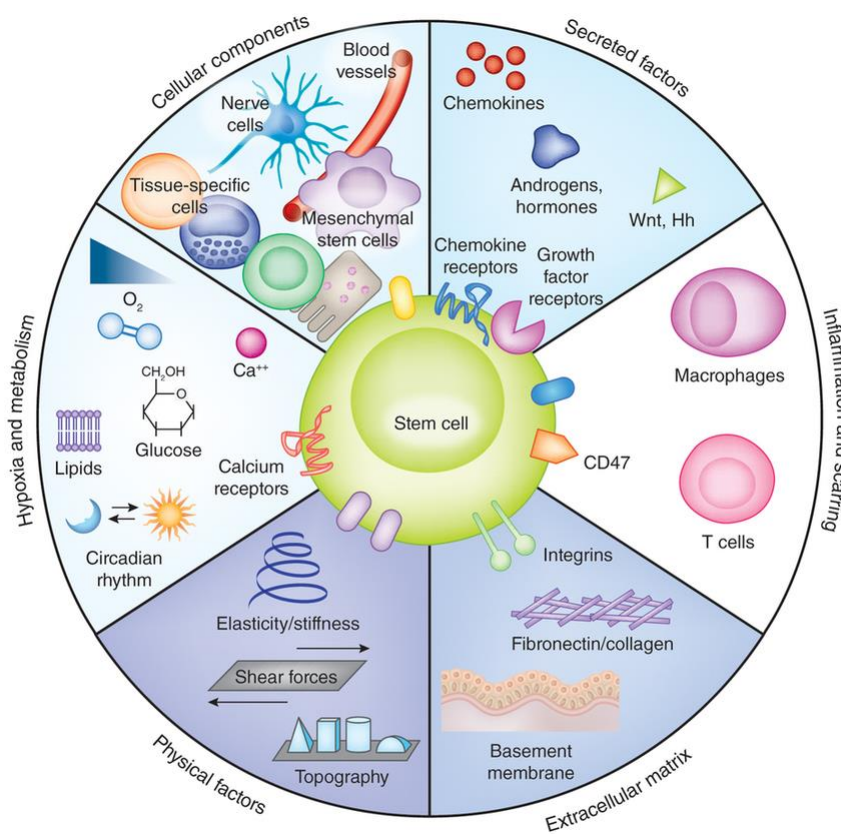 Cellular components
Blood
vessels
Nerve
cells
Tissue-specific
cells
Mesenchymal
stem cells
Secreted factors
Chemokines
Androgens,
hormones
Wnt, Hh
Chemokine
receptors
Growth
factor
receptors
Inflammation and scarring
Macrophages
T cells
CD47
Stem cell
Hypoxia and metabolism
O₂
Ca⁺⁺
CH₂OH
O
Glucose
Lipids
Calcium
receptors
Circadian
rhythm
Physical factors
Elasticity/stiffness
Shear forces
Topography
Extracellular matrix
Integrins
Fibronectin/collagen
Basement
membrane